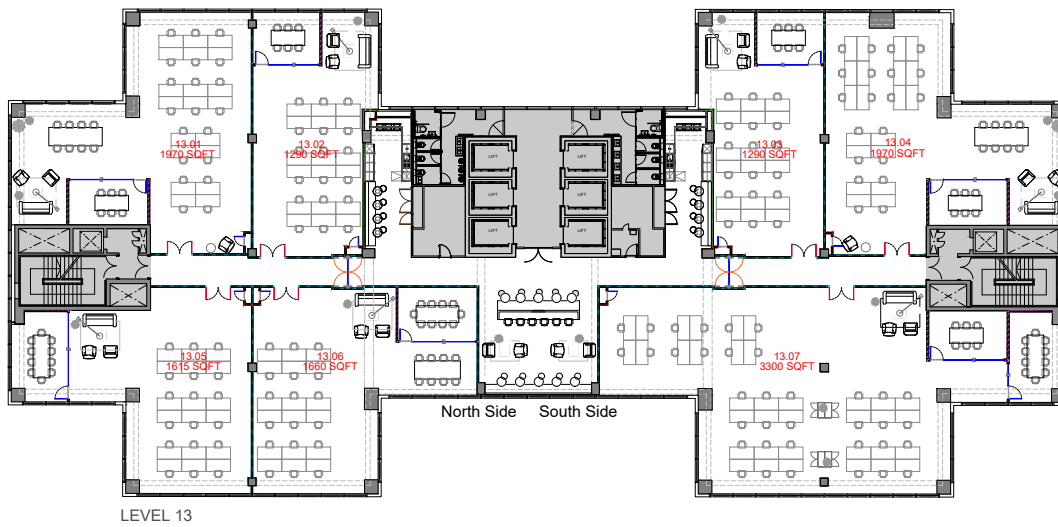 13.01
1970 SQFT
13.02
1290 SQFT
13.03
1290 SQFT
13.04
1970 SQFT
LIFT
LIFT
LIFT
LIFT
LIFT
LIFT
13.05
1615 SQFT
13.06
1660 SQFT
13.07
3300 SQFT
North Side
South Side
LEVEL 13